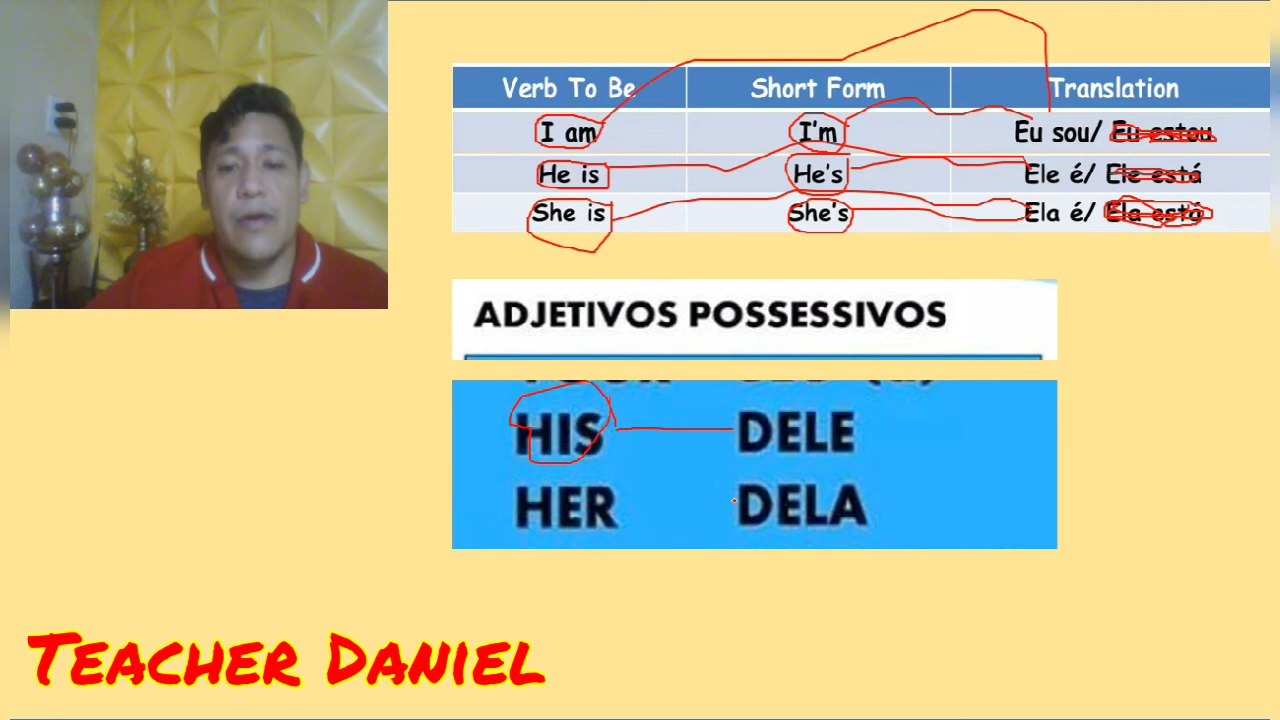 Verb To Be Short Form Translation
I am I'm Eu sou/ Eu estou
He is He's Ele é/ Ele está
She is She's Ela é/ Ela está
ADJETIVOS POSSESSIVOS
HIS DELE
HER DELA
TEACHER DANIEL